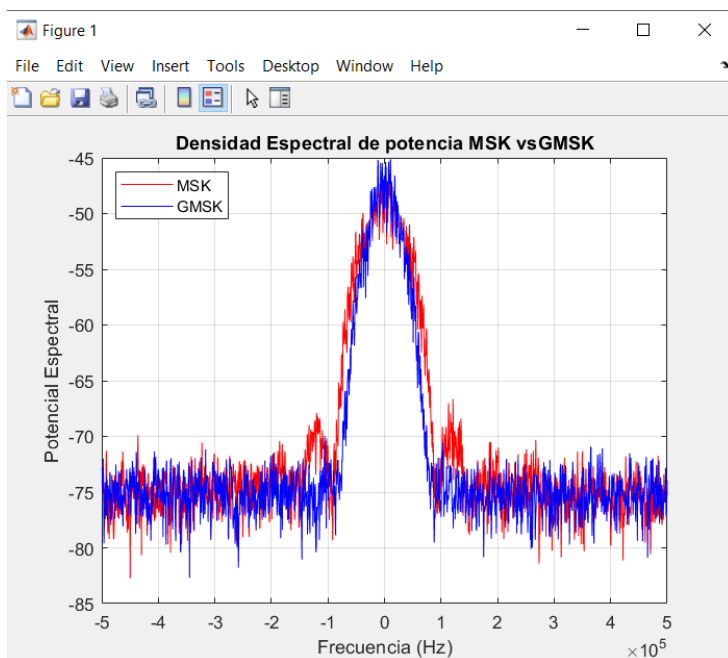 Figure 1
File Edit View Insert Tools Desktop Window Help
Densidad Espectral de potencia MSK vsGMSK
MSK
GMSK
Potencial Espectral
-45
-50
-55
-60
-65
-70
-75
-80
-85
-5 -4 -3 -2 -1 0 1 2 3 4 5
Frecuencia (Hz)
×10⁵